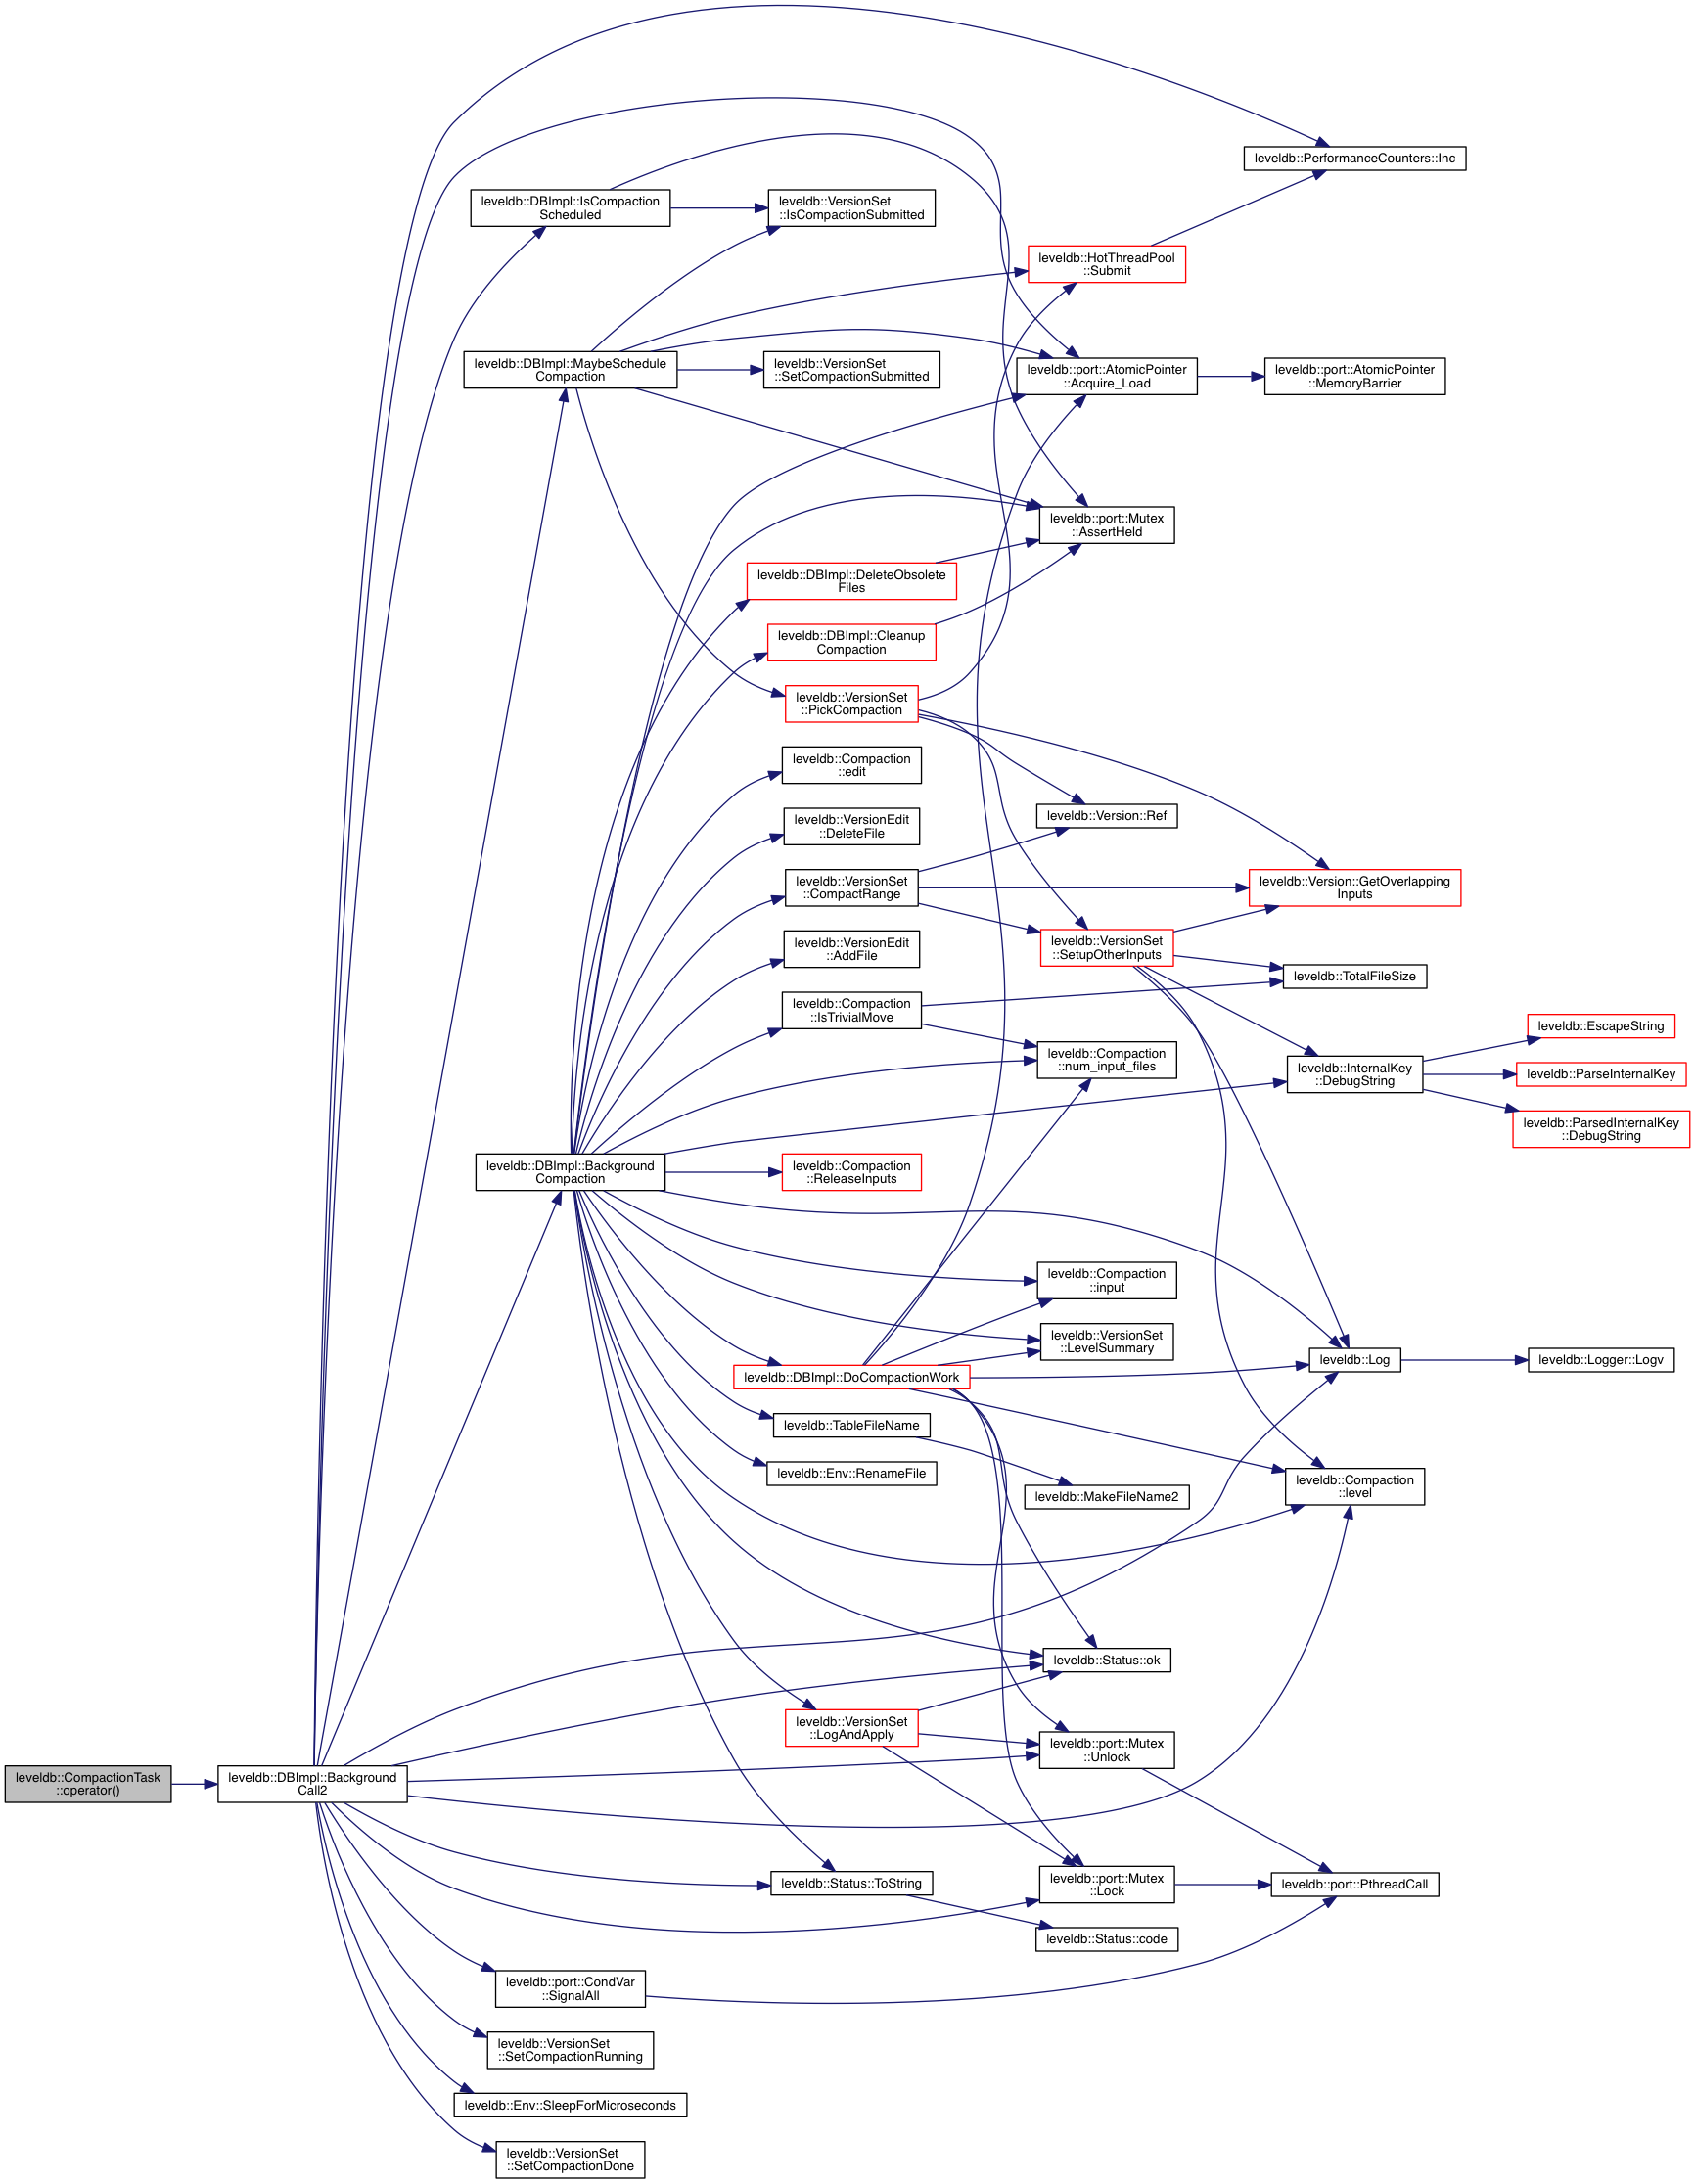 leveldb::PerformanceCounters::Inc
leveldb::DBImpl::IsCompaction
Scheduled
leveldb::VersionSet
::IsCompactionSubmitted
leveldb::HotThreadPool
::Submit
leveldb::DBImpl::MaybeSchedule
Compaction
leveldb::VersionSet
::SetCompactionSubmitted
leveldb::port::AtomicPointer
::Acquire_Load
leveldb::port::AtomicPointer
::MemoryBarrier
leveldb::port::Mutex
::AssertHeld
leveldb::DBImpl::DeleteObsolete
Files
leveldb::DBImpl::Cleanup
Compaction
leveldb::VersionSet
::PickCompaction
leveldb::Compaction
::edit
leveldb::VersionEdit
::DeleteFile
leveldb::Version::Ref
leveldb::VersionSet
::CompactRange
leveldb::Version::GetOverlapping
Inputs
leveldb::VersionEdit
::AddFile
leveldb::VersionSet
::SetupOtherInputs
leveldb::TotalFileSize
leveldb::Compaction
::IsTrivialMove
leveldb::EscapeString
leveldb::Compaction
::num_input_files
leveldb::InternalKey
::DebugString
leveldb::ParseInternalKey
leveldb::ParsedInternalKey
::DebugString
leveldb::DBImpl::Background
Compaction
leveldb::Compaction
::ReleaseInputs
leveldb::Compaction
::input
leveldb::VersionSet
::LevelSummary
leveldb::Log
leveldb::Logger::Logv
leveldb::DBImpl::DoCompactionWork
leveldb::TableFileName
leveldb::Env::RenameFile
leveldb::MakeFileName2
leveldb::Compaction
::level
leveldb::Status::ok
leveldb::VersionSet
::LogAndApply
leveldb::port::Mutex
::Unlock
leveldb::CompactionTask
::operator()
leveldb::DBImpl::Background
Call2
leveldb::Status::ToString
leveldb::port::Mutex
::Lock
leveldb::port::PthreadCall
leveldb::Status::code
leveldb::port::CondVar
::SignalAll
leveldb::VersionSet
::SetCompactionRunning
leveldb::Env::SleepForMicroseconds
leveldb::VersionSet
::SetCompactionDone